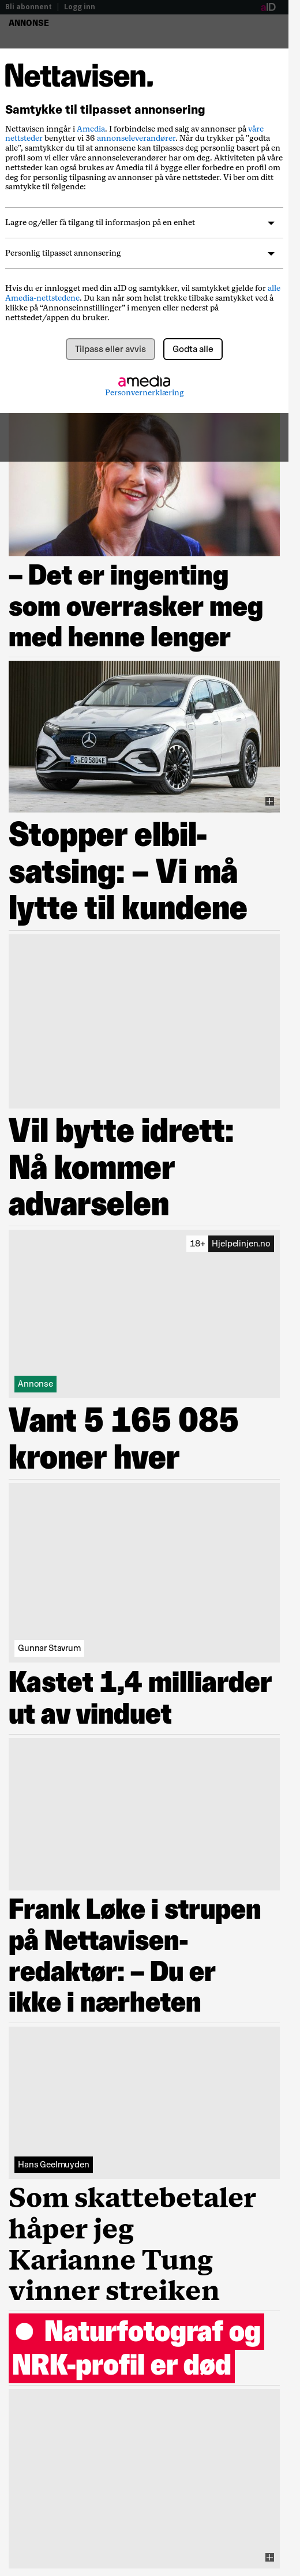 Bli abonnent | Logg inn
aID
ANNONSE
Nettavisen.
Samtykke til tilpasset annonsering
Nettavisen inngår i Amedia. I forbindelse med salg av annonser på våre
nettsteder benytter vi 36 annonseleverandører. Når du trykker på “godta
alle”, samtykker du til at annonsene kan tilpasses deg personlig basert på en
profil som vi eller våre annonseleverandører har om deg. Aktiviteten på våre
nettsteder kan også brukes av Amedia til å bygge eller forbedre en profil om
deg for personlig tilpasning av annonser på våre nettsteder. Vi ber om ditt
samtykke til følgende:
Lagre og/eller få tilgang til informasjon på en enhet
Personlig tilpasset annonsering
Hvis du er innlogget med din aID og samtykker, vil samtykket gjelde for alle
Amedia-nettstedene. Du kan når som helst trekke tilbake samtykket ved å
klikke på “Annonseinnstillinger” i menyen eller nederst på
nettstedet/appen du bruker.
Tilpass eller avvis
Godta alle
amedia
Personvernerklæring
– Det er ingenting
som overrasker meg
med henne lenger
S:EQ 5804E
Stopper elbil-
satsing: – Vi må
lytte til kundene
Vil bytte idrett:
Nå kommer
advarselen
18+ Hjelpelinjen.no
Annonse
Vant 5 165 085
kroner hver
Gunnar Stavrum
Kastet 1,4 milliarder
ut av vinduet
Frank Løke i strupen
på Nettavisen-
redaktør: – Du er
ikke i nærheten
Hans Geelmuyden
Som skattebetaler
håper jeg
Karianne Tung
vinner streiken
Naturfotograf og
NRK-profil er død